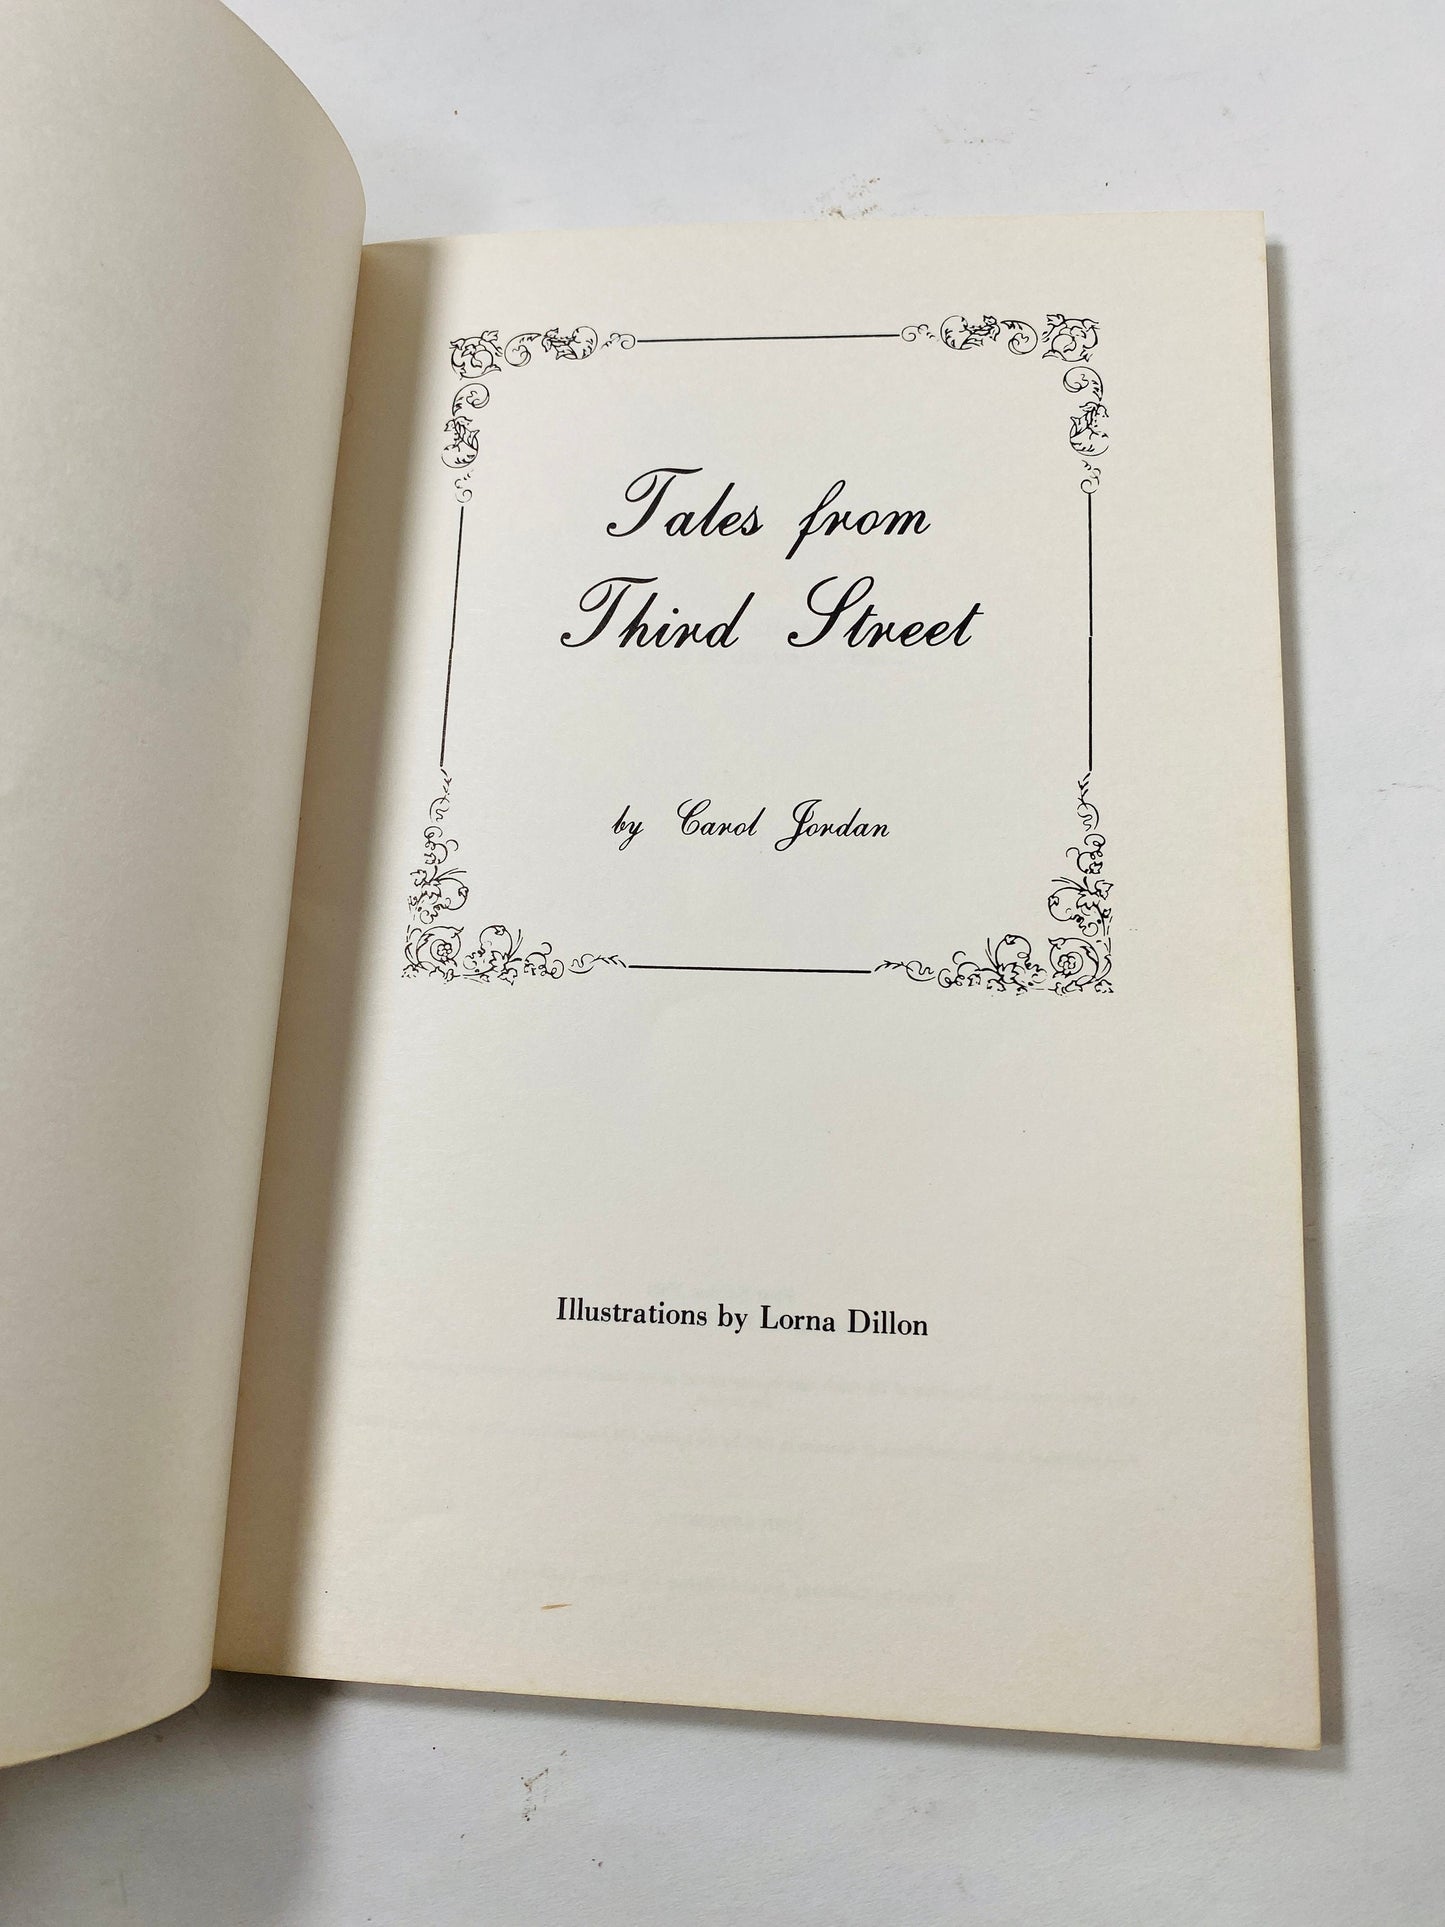 Tales from
Third Street
by Carol Jordan
Illustrations by Lorna Dillon